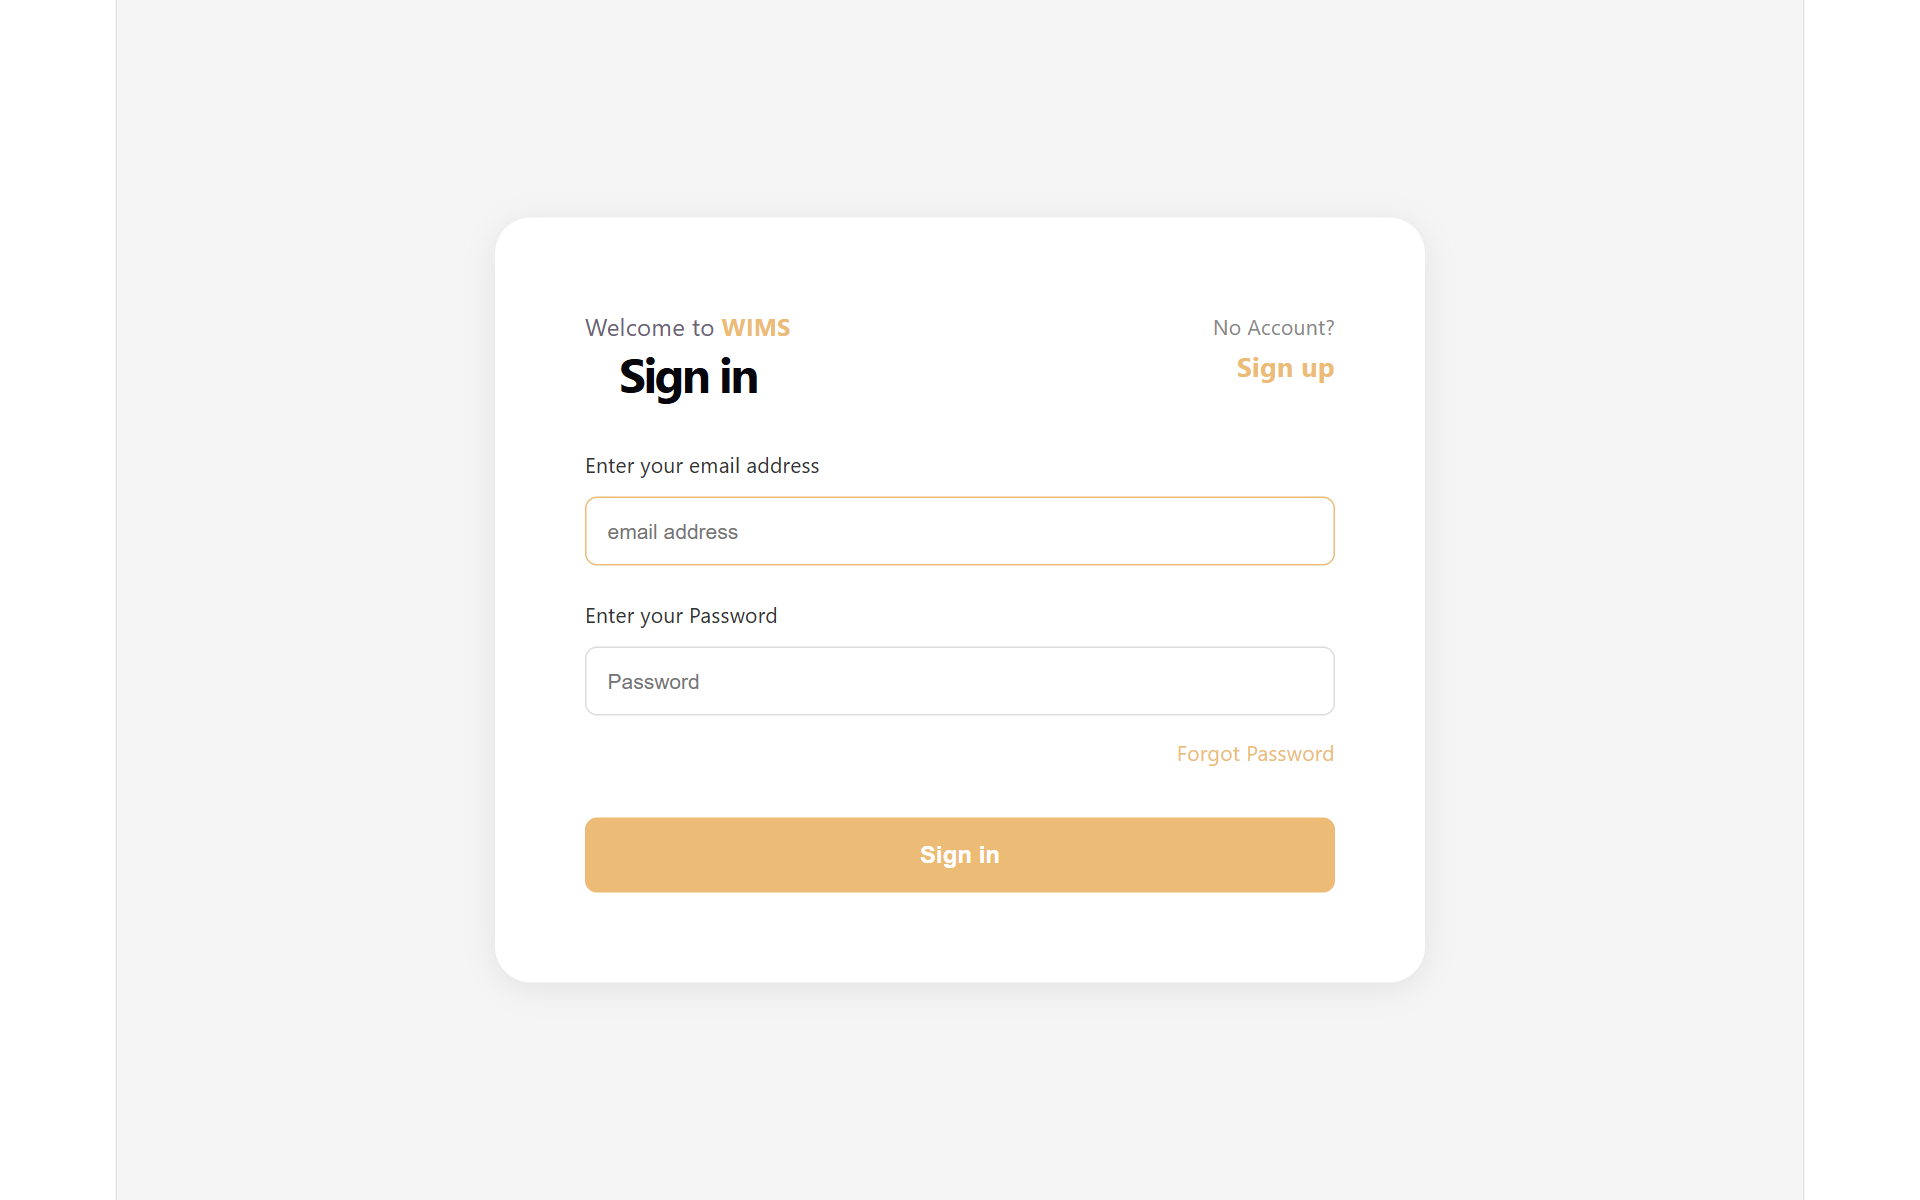 Welcome to WIMS
Sign in
No Account?
Sign up
Enter your email address
email address
Enter your Password
Password
Forgot Password
Sign in